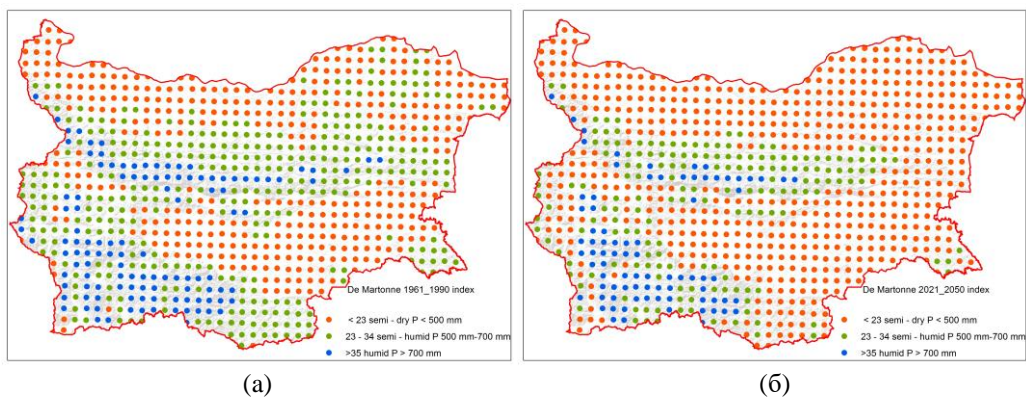 De Martonne 1961_1990 index
< 23 semi - dry P < 500 mm
23 - 34 semi - humid P 500 mm-700 mm
>35 humid P > 700 mm
De Martonne 2021_2050 index
< 23 semi - dry P < 500 mm
23 - 34 semi - humid P 500 mm-700 mm
>35 humid P > 700 mm
(а)
(б)